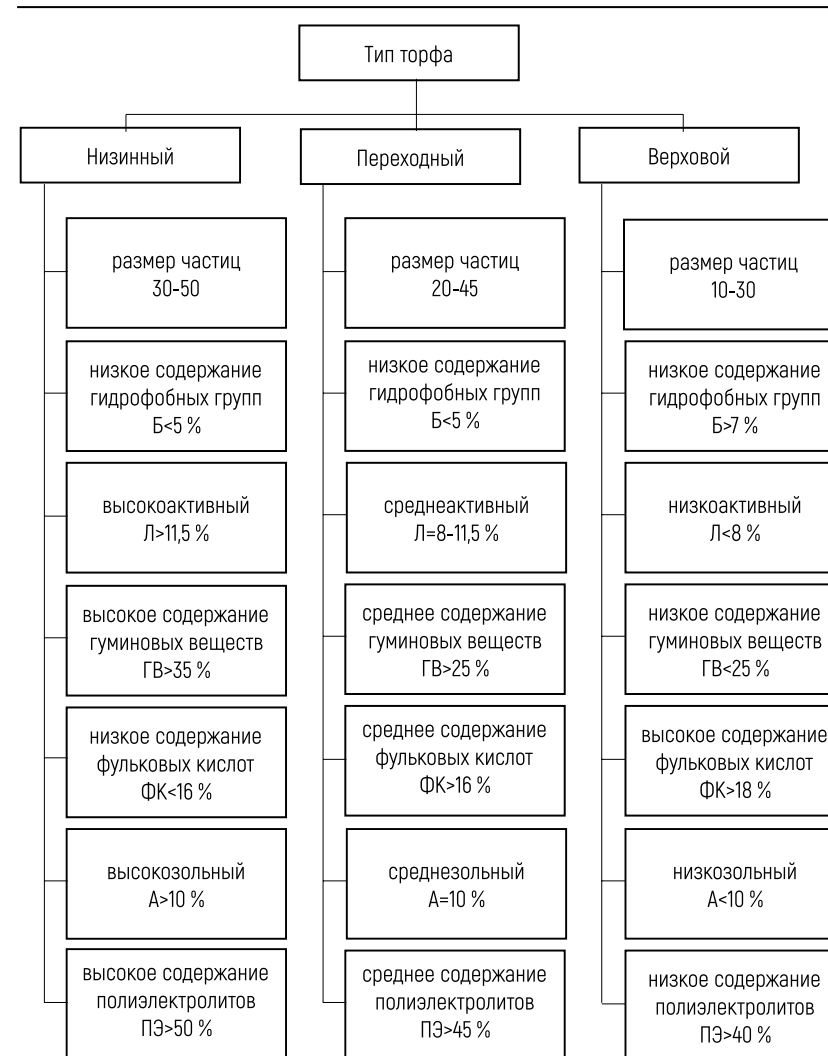 Тип торфа
Низинный
размер частиц
30-50
низкое содержание
гидрофобных групп
Б<5 %
высокоактивный
Л>11,5 %
высокое содержание
гуминовых веществ
ГВ>35 %
низкое содержание
фульковых кислот
ФК<16 %
высокозольный
А>10 %
высокое содержание
полиэлектролитов
ПЭ>50 %
Переходный
размер частиц
20-45
низкое содержание
гидрофобных групп
Б<5 %
среднеактивный
Л=8-11,5 %
среднее содержание
гуминовых веществ
ГВ>25 %
среднее содержание
фульковых кислот
ФК>16 %
среднезольный
А=10 %
среднее содержание
полиэлектролитов
ПЭ>45 %
Верховой
размер частиц
10-30
низкое содержание
гидрофобных групп
Б>7 %
низкоактивный
Л<8 %
низкое содержание
гуминовых веществ
ГВ<25 %
высокое содержание
фульковых кислот
ФК>18 %
низкозольный
А<10 %
низкое содержание
полиэлектролитов
ПЭ>40 %